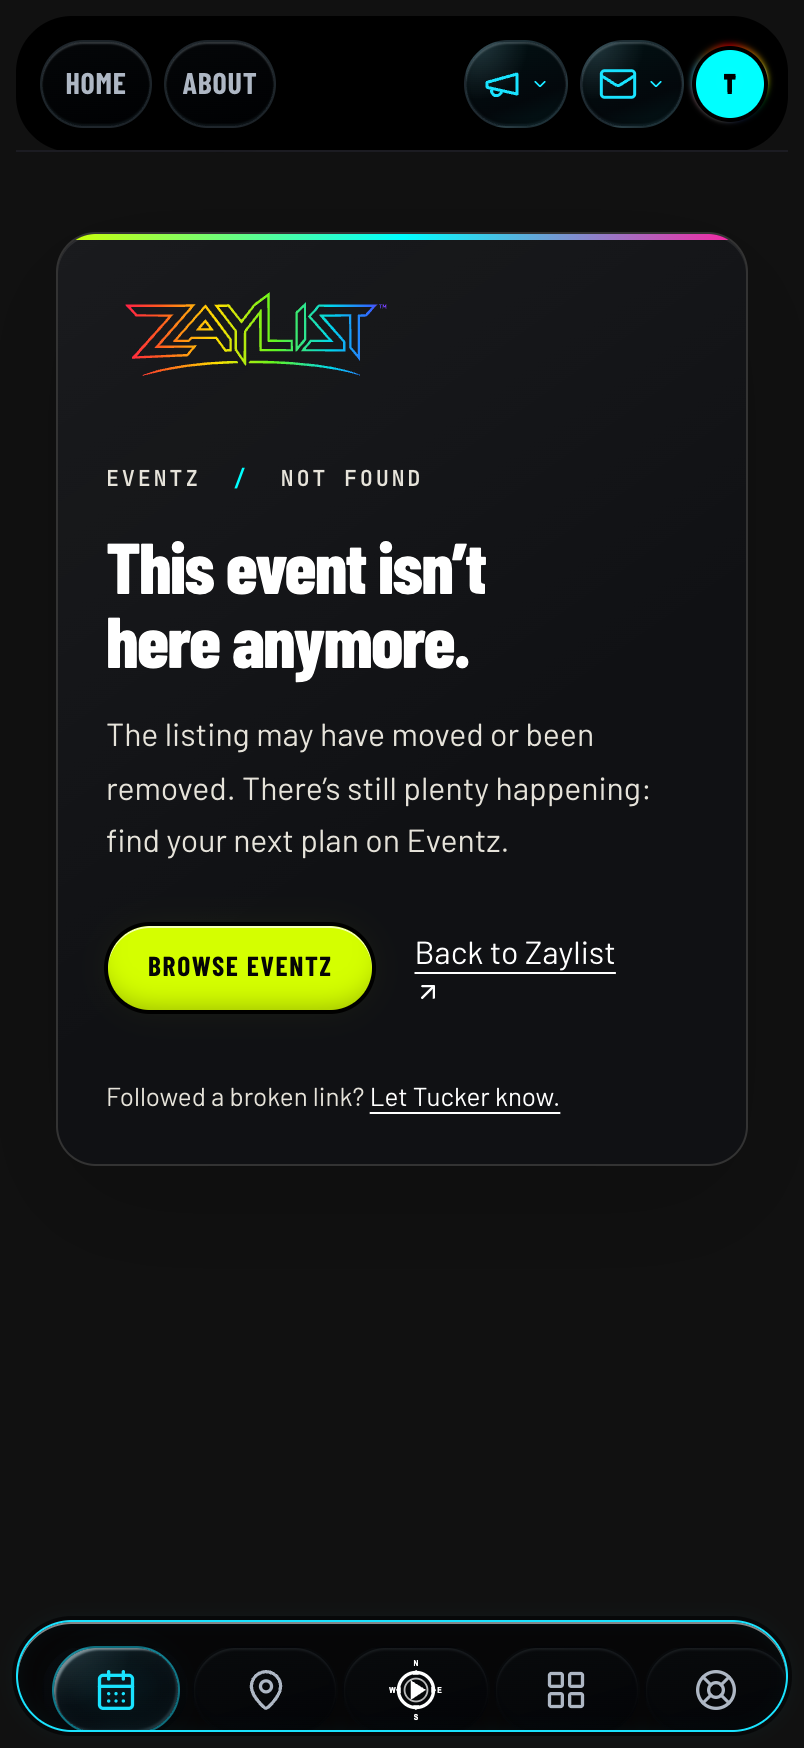 HOME ABOUT T
ZAYLIST™
EVENTZ / NOT FOUND
This event isn’t
here anymore.
The listing may have moved or been
removed. There’s still plenty happening:
find your next plan on Eventz.
BROWSE EVENTZ Back to Zaylist
Followed a broken link? Let Tucker know.
N
W E
S